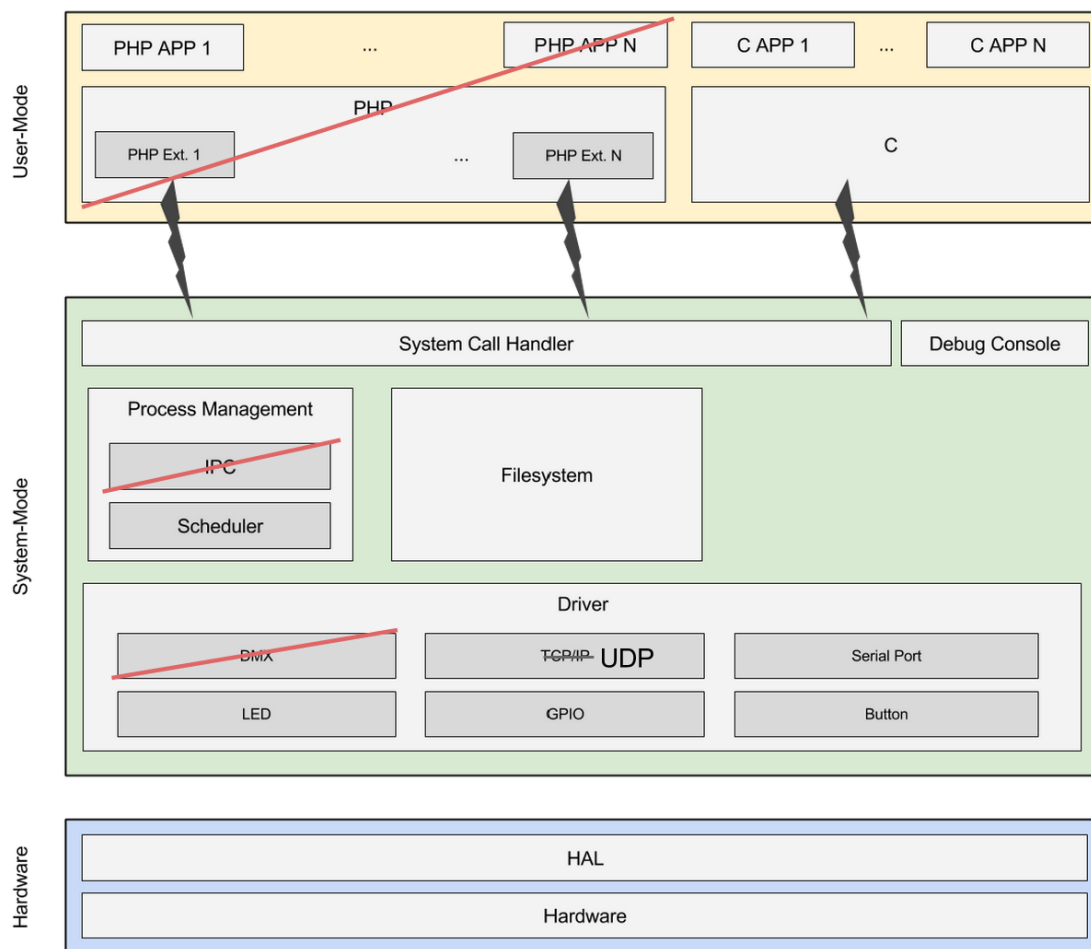 User-Mode
PHP APP 1
...
PHP APP N
C APP 1
...
C APP N
PHP
PHP Ext. 1
...
PHP Ext. N
C
System-Mode
System Call Handler
Debug Console
Process Management
IPC
Scheduler
Filesystem
Driver
DMX
TCP/IP UDP
Serial Port
LED
GPIO
Button
Hardware
HAL
Hardware